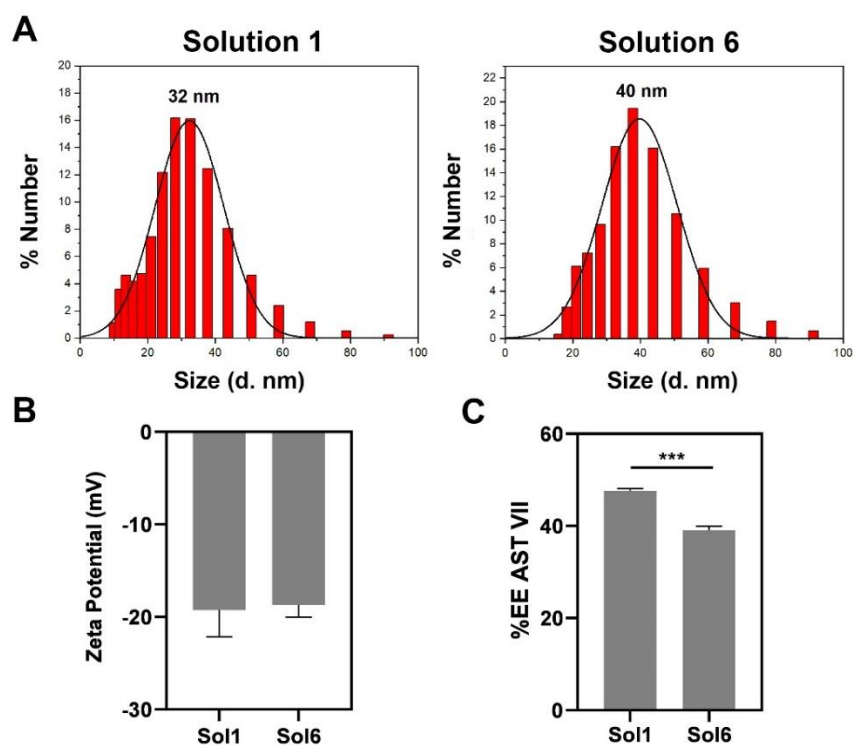 A
Solution 1
Solution 6
20
18
16
14
12
10
8
6
4
2
0
32 nm
% Number
0
20
40
60
80
100
Size (d. nm)
22
20
18
16
14
12
10
8
6
4
2
0
40 nm
% Number
0
20
40
60
80
100
Size (d. nm)
B
0
-10
-20
-30
Zeta Potential (mV)
Sol1
Sol6
C
60
40
20
0
%EE AST VII
***
Sol1
Sol6